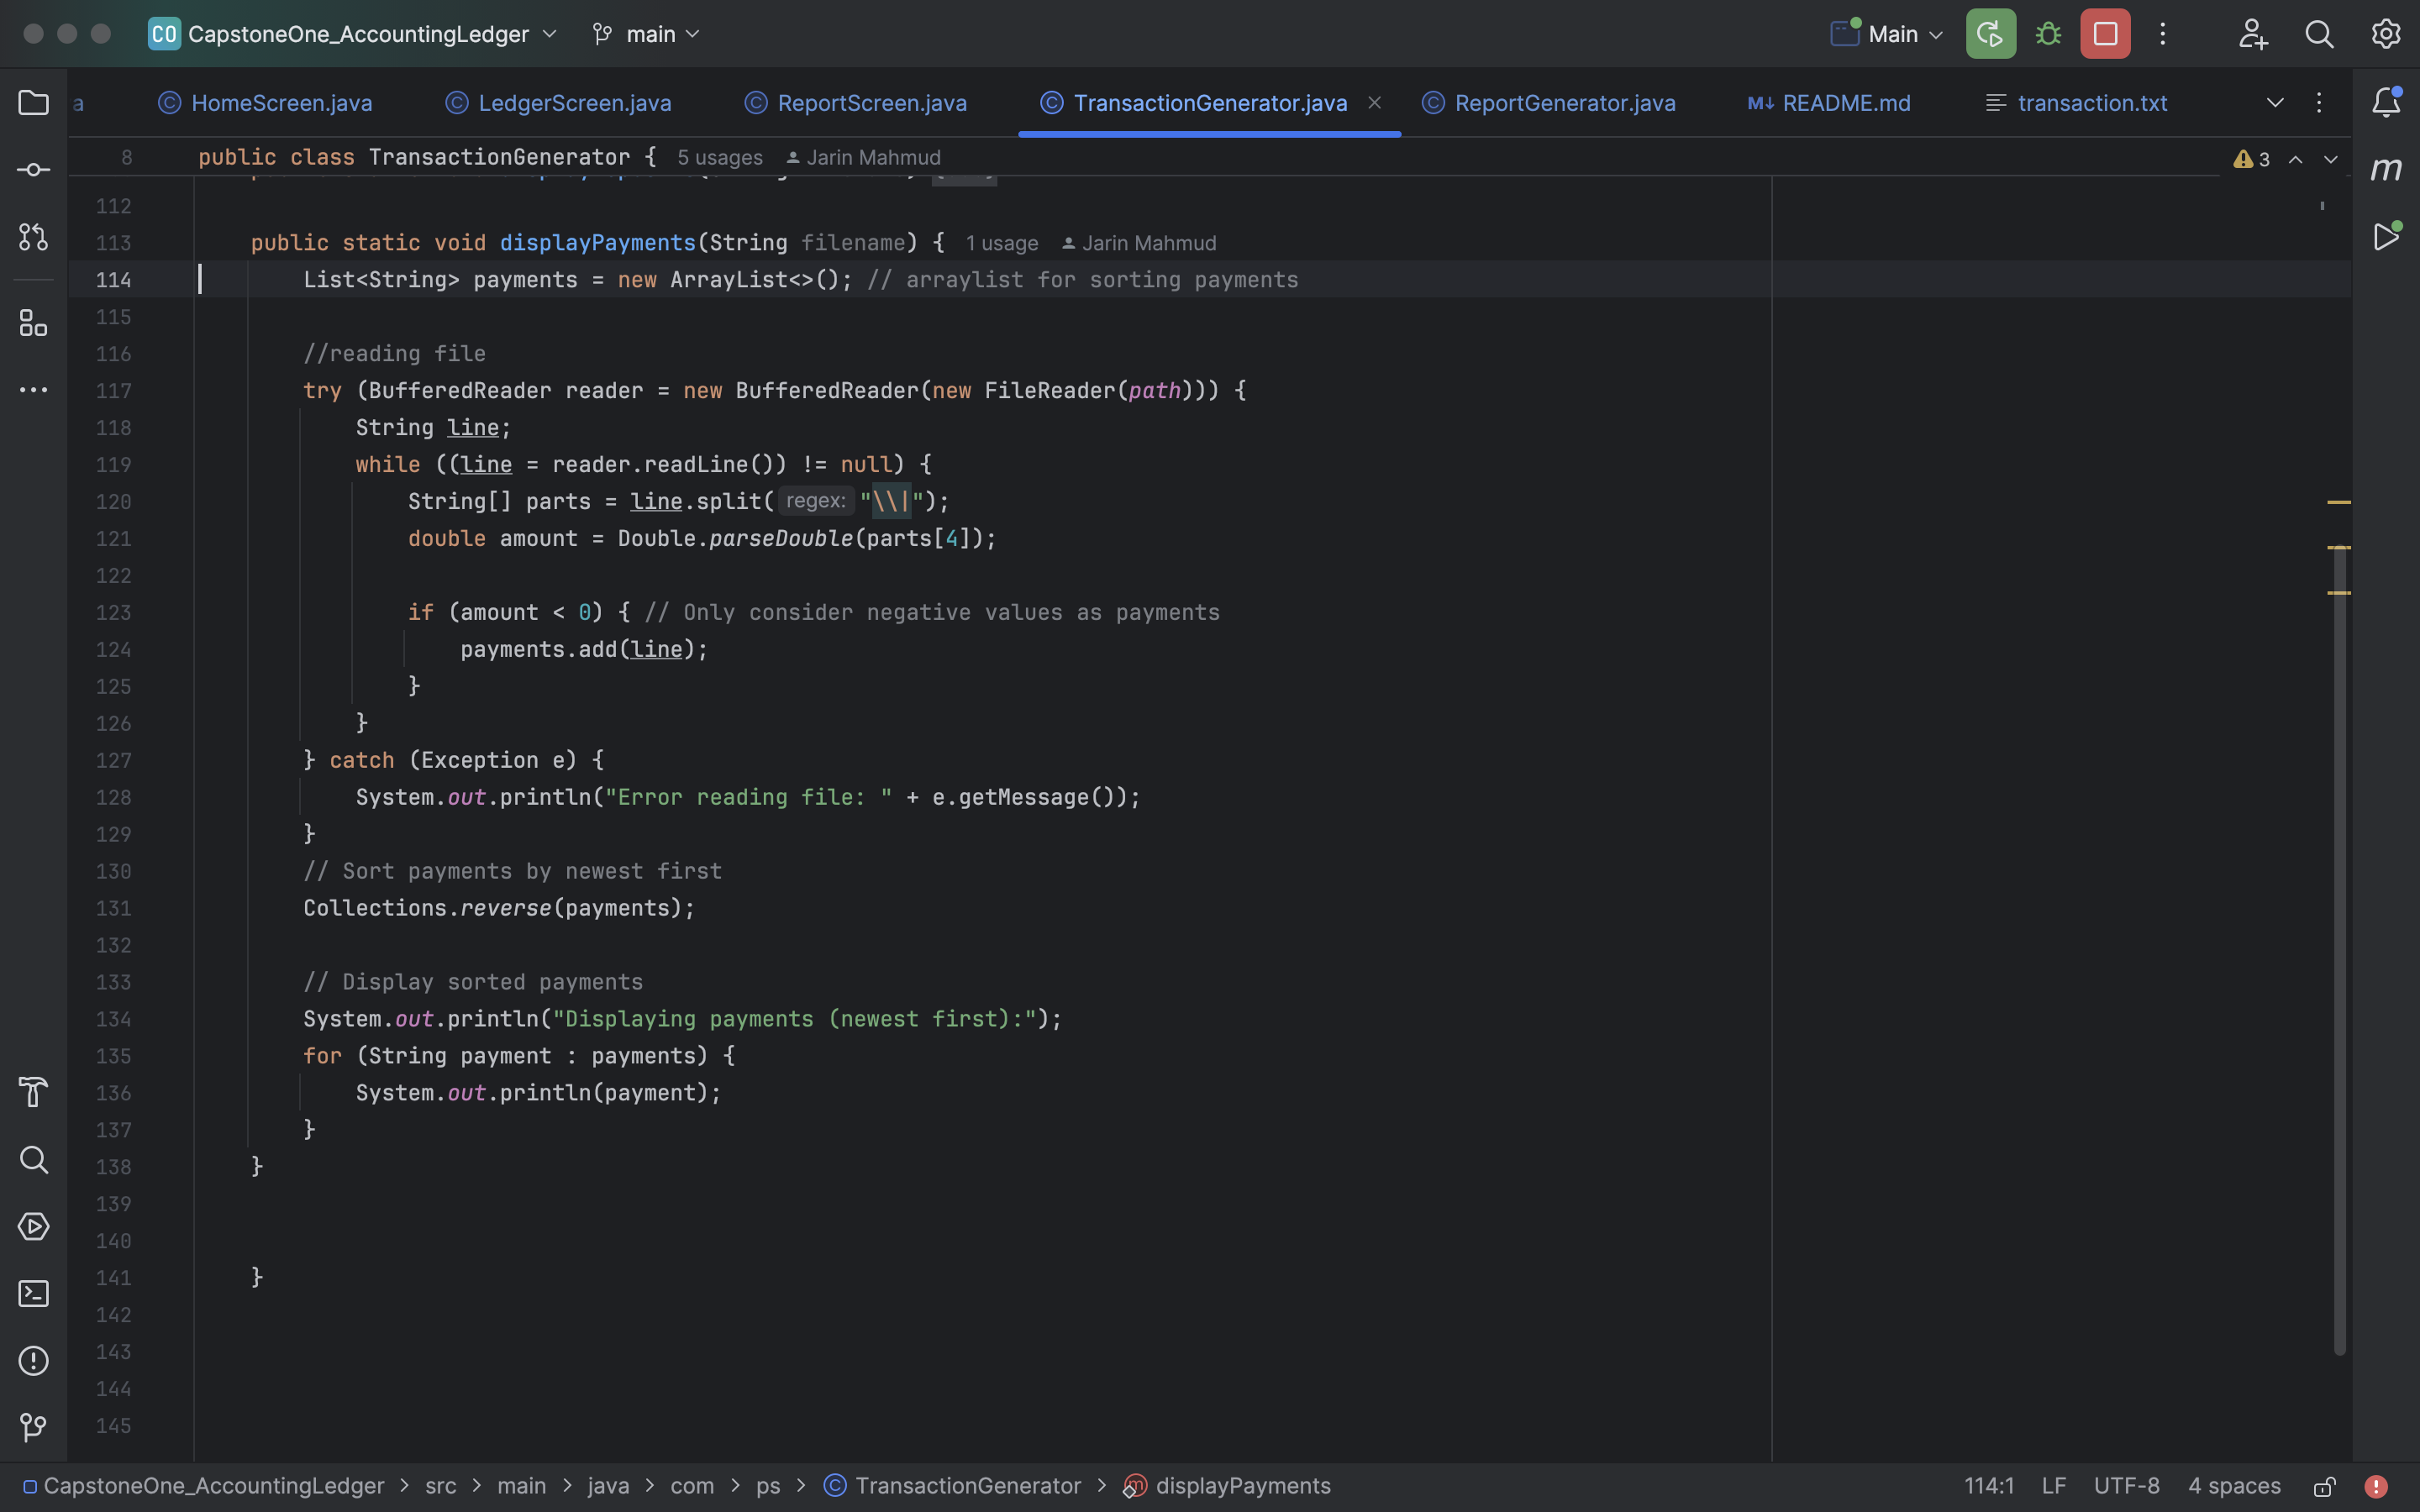 CO CapstoneOne_AccountingLedger main Main
a HomeScreen.java LedgerScreen.java ReportScreen.java TransactionGenerator.java ReportGenerator.java M↓ README.md transaction.txt
8 public class TransactionGenerator { 5 usages Jarin Mahmud 3
112
113 public static void displayPayments(String filename) { 1 usage Jarin Mahmud
114 List<String> payments = new ArrayList<>(); // arraylist for sorting payments
115
116 //reading file
117 try (BufferedReader reader = new BufferedReader(new FileReader(path))) {
118 String line;
119 while ((line = reader.readLine()) != null) {
120 String[] parts = line.split( regex: "\\|");
121 double amount = Double.parseDouble(parts[4]);
122
123 if (amount < 0) { // Only consider negative values as payments
124 payments.add(line);
125 }
126 }
127 } catch (Exception e) {
128 System.out.println("Error reading file: " + e.getMessage());
129 }
130 // Sort payments by newest first
131 Collections.reverse(payments);
132
133 // Display sorted payments
134 System.out.println("Displaying payments (newest first):");
135 for (String payment : payments) {
136 System.out.println(payment);
137 }
138 }
139
140
141 }
142
143
144
145
CapstoneOne_AccountingLedger > src > main > java > com > ps > TransactionGenerator > displayPayments 114:1 LF UTF-8 4 spaces